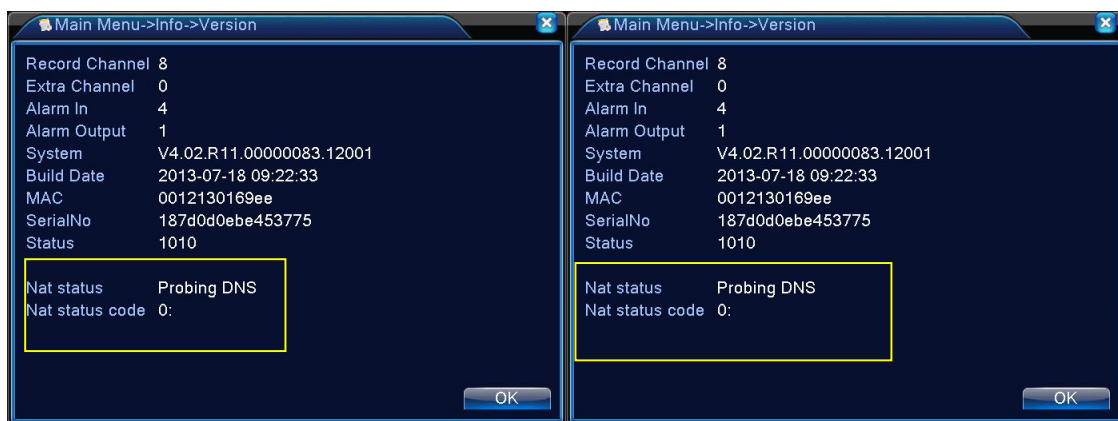 Main Menu->Info->Version
Record Channel 8
Extra Channel 0
Alarm In 4
Alarm Output 1
System V4.02.R11.00000083.12001
Build Date 2013-07-18 09:22:33
MAC 0012130169ee
SerialNo 187d0d0ebe453775
Status 1010
Nat status Probing DNS
Nat status code 0:
OK
Main Menu->Info->Version
Record Channel 8
Extra Channel 0
Alarm In 4
Alarm Output 1
System V4.02.R11.00000083.12001
Build Date 2013-07-18 09:22:33
MAC 0012130169ee
SerialNo 187d0d0ebe453775
Status 1010
Nat status Probing DNS
Nat status code 0:
OK